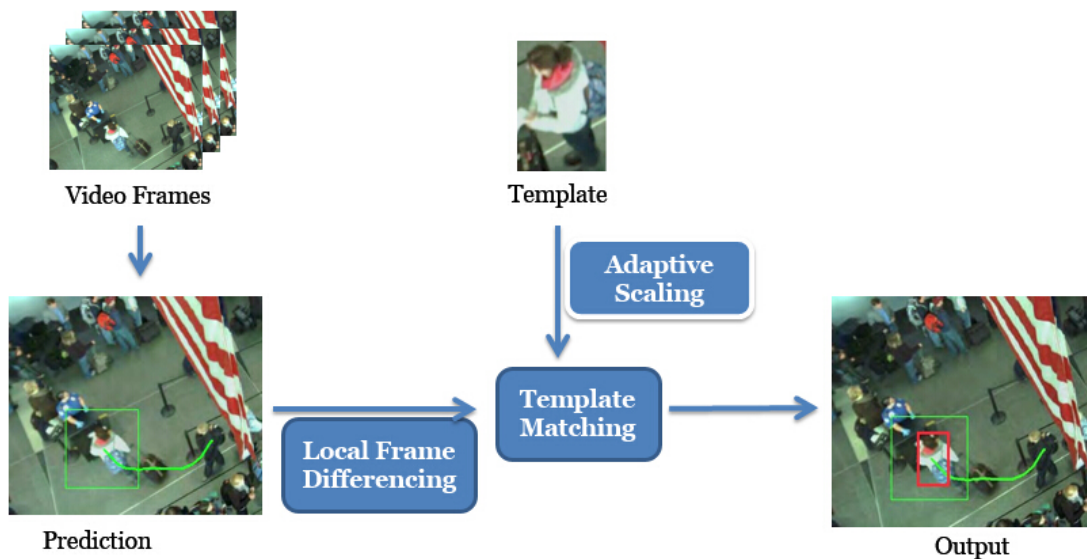 Video Frames
Template
Adaptive
Scaling
Template
Matching
Local Frame
Differencing
Prediction
Output